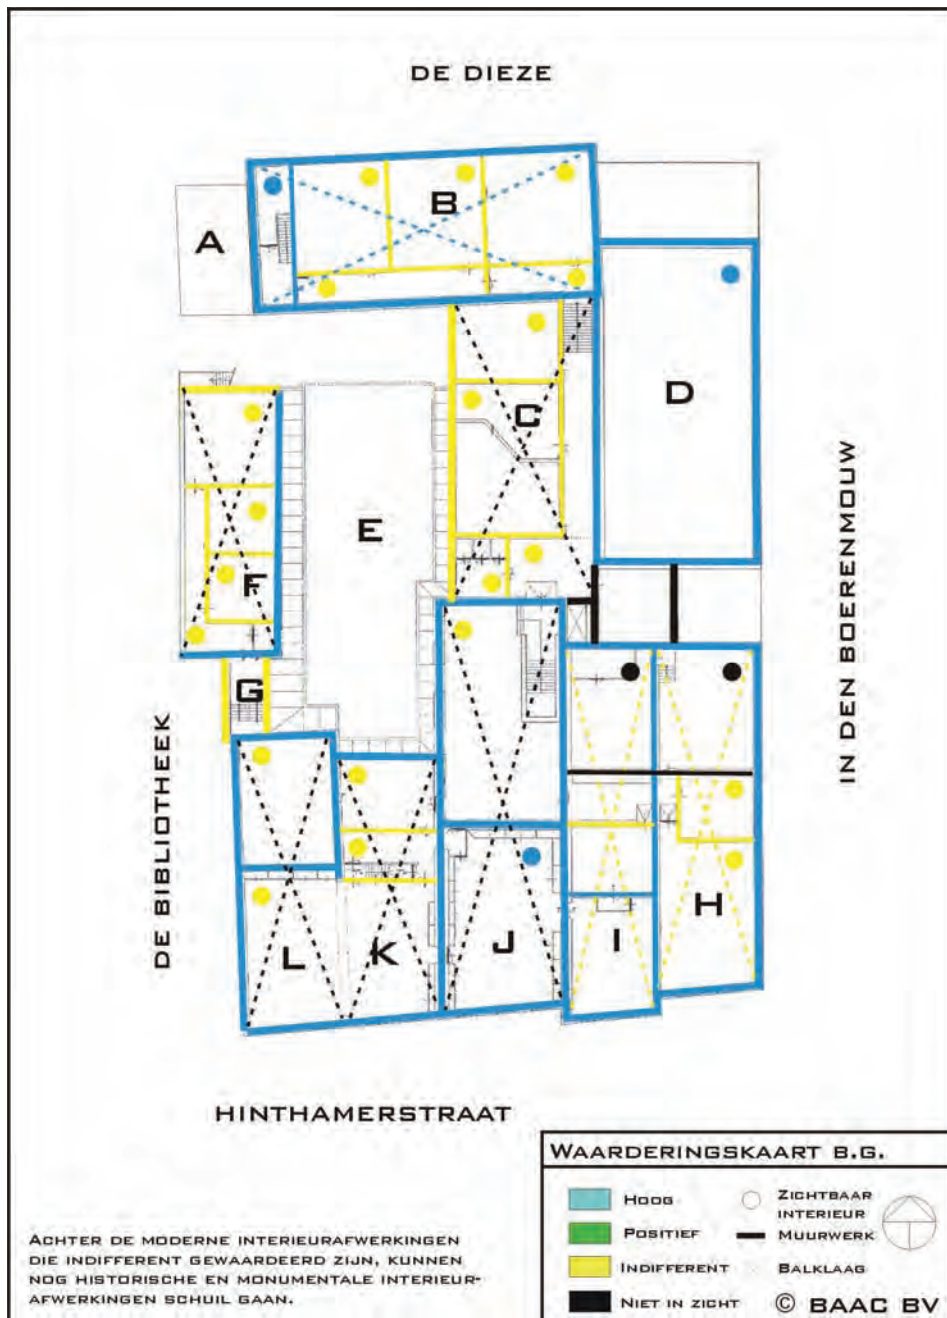 DE DIEZE
A
B
C
D
E
F
G
H
I
J
K
L
IN DEN BOERENMOUW
DE BIBLIOTHEEK
HINTHAMERSTRAAT
ACHTER DE MODERNE INTERIEURAFWERKINGEN
DIE INDIFFERENT GEWAARDEERD ZIJN, KUNNEN
NOG HISTORISCHE EN MONUMENTALE INTERIEUR-
AFWERKINGEN SCHUIL GAAN.
WAARDERINGSKAART B.G.
HOOG
POSITIEF
INDIFFERENT
NIET IN ZICHT
ZICHTBAAR
INTERIEUR
MUURWERK
BALKLAAG
© BAAC BV